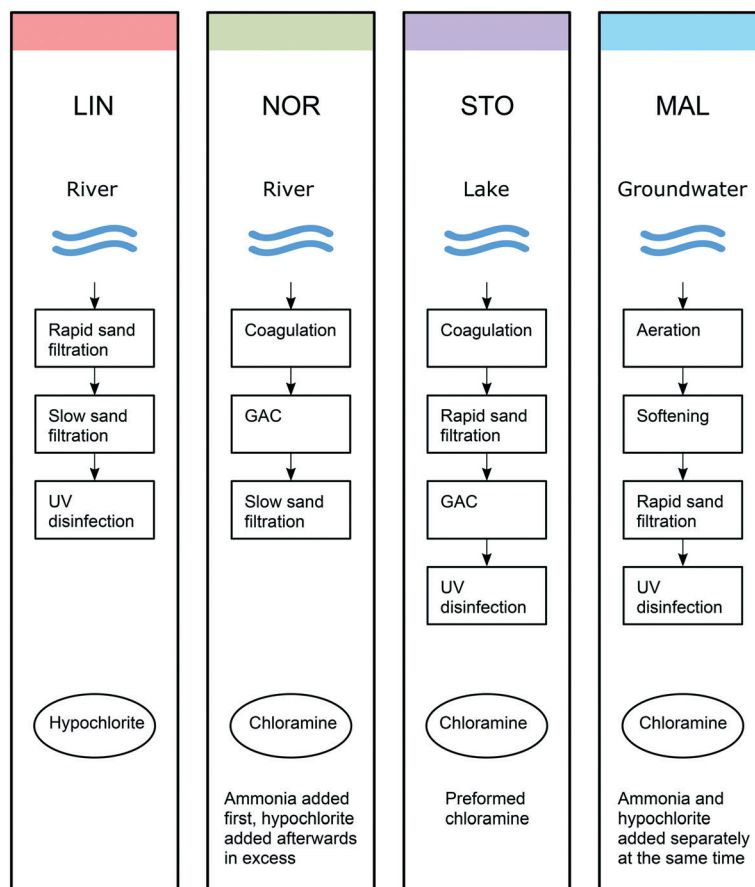 LIN
River
Rapid sand
filtration
Slow sand
filtration
UV
disinfection
Hypochlorite
NOR
River
Coagulation
GAC
Slow sand
filtration
Chloramine
Ammonia added
first, hypochlorite
added afterwards
in excess
STO
Lake
Coagulation
Rapid sand
filtration
GAC
UV
disinfection
Chloramine
Preformed
chloramine
MAL
Groundwater
Aeration
Softening
Rapid sand
filtration
UV
disinfection
Chloramine
Ammonia and
hypochlorite
added separately
at the same time